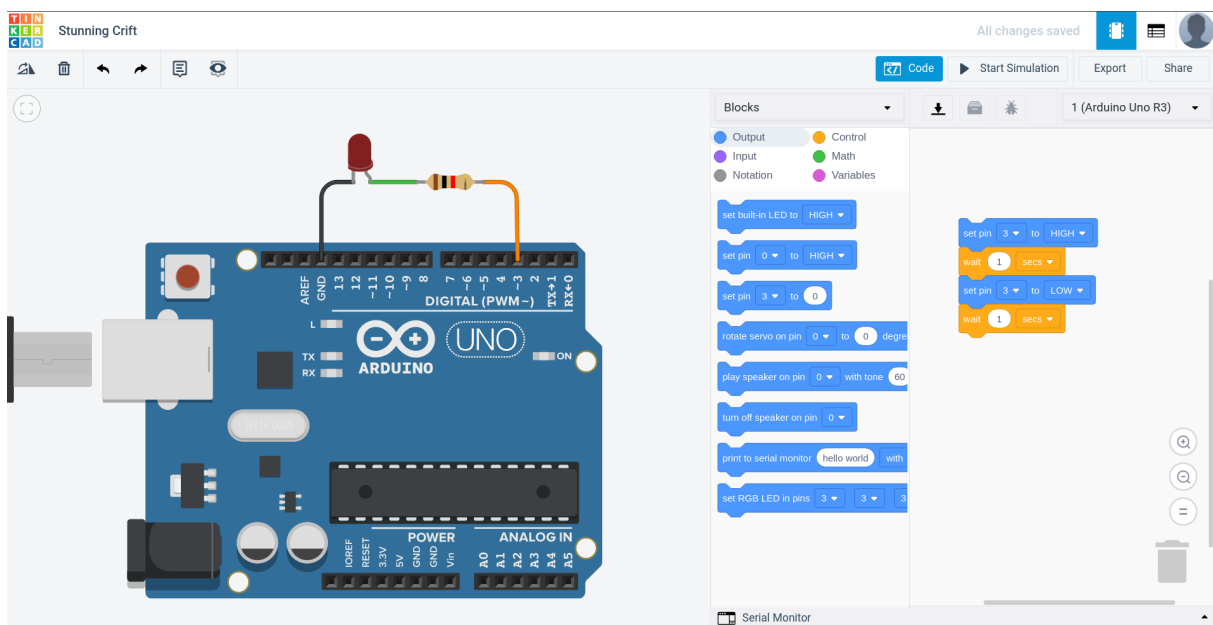 TIN
KER
CAD
Stunning Crift
All changes saved
Code
Start Simulation
Export
Share
Blocks
1 (Arduino Uno R3)
Output
Control
Input
Math
Notation
Variables
set built-in LED to HIGH
set pin 0 to HIGH
set pin 3 to 0
rotate servo on pin 0 to 0 degre
play speaker on pin 0 with tone 60
turn off speaker on pin 0
print to serial monitor hello world with
set RGB LED in pins 3 3 3
set pin 3 to HIGH
wait 1 secs
set pin 3 to LOW
wait 1 secs
AREF
GND
13
12
~11
~10
~9
8
7
~6
~5
4
~3
2
TX→1
RX←0
DIGITAL (PWM~)
L
TX
RX
UNO
ARDUINO
ON
POWER
ANALOG IN
IOREF
RESET
3.3V
5V
GND
GND
Vin
A0
A1
A2
A3
A4
A5
Serial Monitor